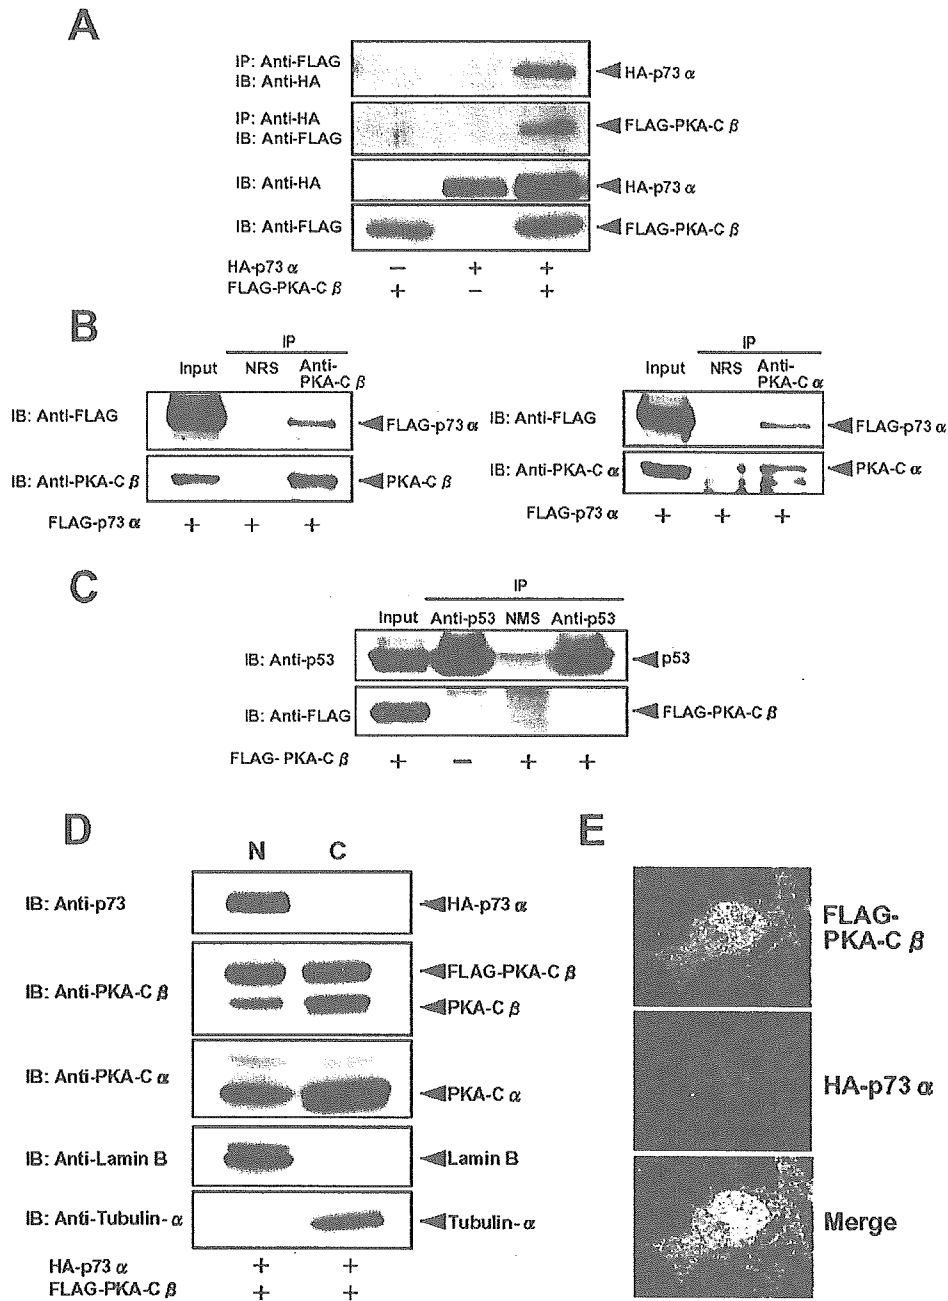 A
IP: Anti-FLAG
IB: Anti-HA
HA-p73 α
IP: Anti-HA
IB: Anti-FLAG
FLAG-PKA-C β
IB: Anti-HA
HA-p73 α
IB: Anti-FLAG
FLAG-PKA-C β
HA-p73 α − + +
FLAG-PKA-C β + − +
B
IP
Input NRS Anti-PKA-C β
IB: Anti-FLAG
FLAG-p73 α
IB: Anti-PKA-C β
PKA-C β
FLAG-p73 α + + +
IP
Input NRS Anti-PKA-C α
IB: Anti-FLAG
FLAG-p73 α
IB: Anti-PKA-C α
PKA-C α
FLAG-p73 α + + +
C
IP
Input Anti-p53 NMS Anti-p53
IB: Anti-p53
p53
IB: Anti-FLAG
FLAG-PKA-C β
FLAG- PKA-C β + − + +
D
N C
IB: Anti-p73
HA-p73 α
IB: Anti-PKA-C β
FLAG-PKA-C β
PKA-C β
IB: Anti-PKA-C α
PKA-C α
IB: Anti-Lamin B
Lamin B
IB: Anti-Tubulin-α
Tubulin-α
HA-p73 α + +
FLAG-PKA-C β + +
E
FLAG-
PKA-C β
HA-p73 α
Merge